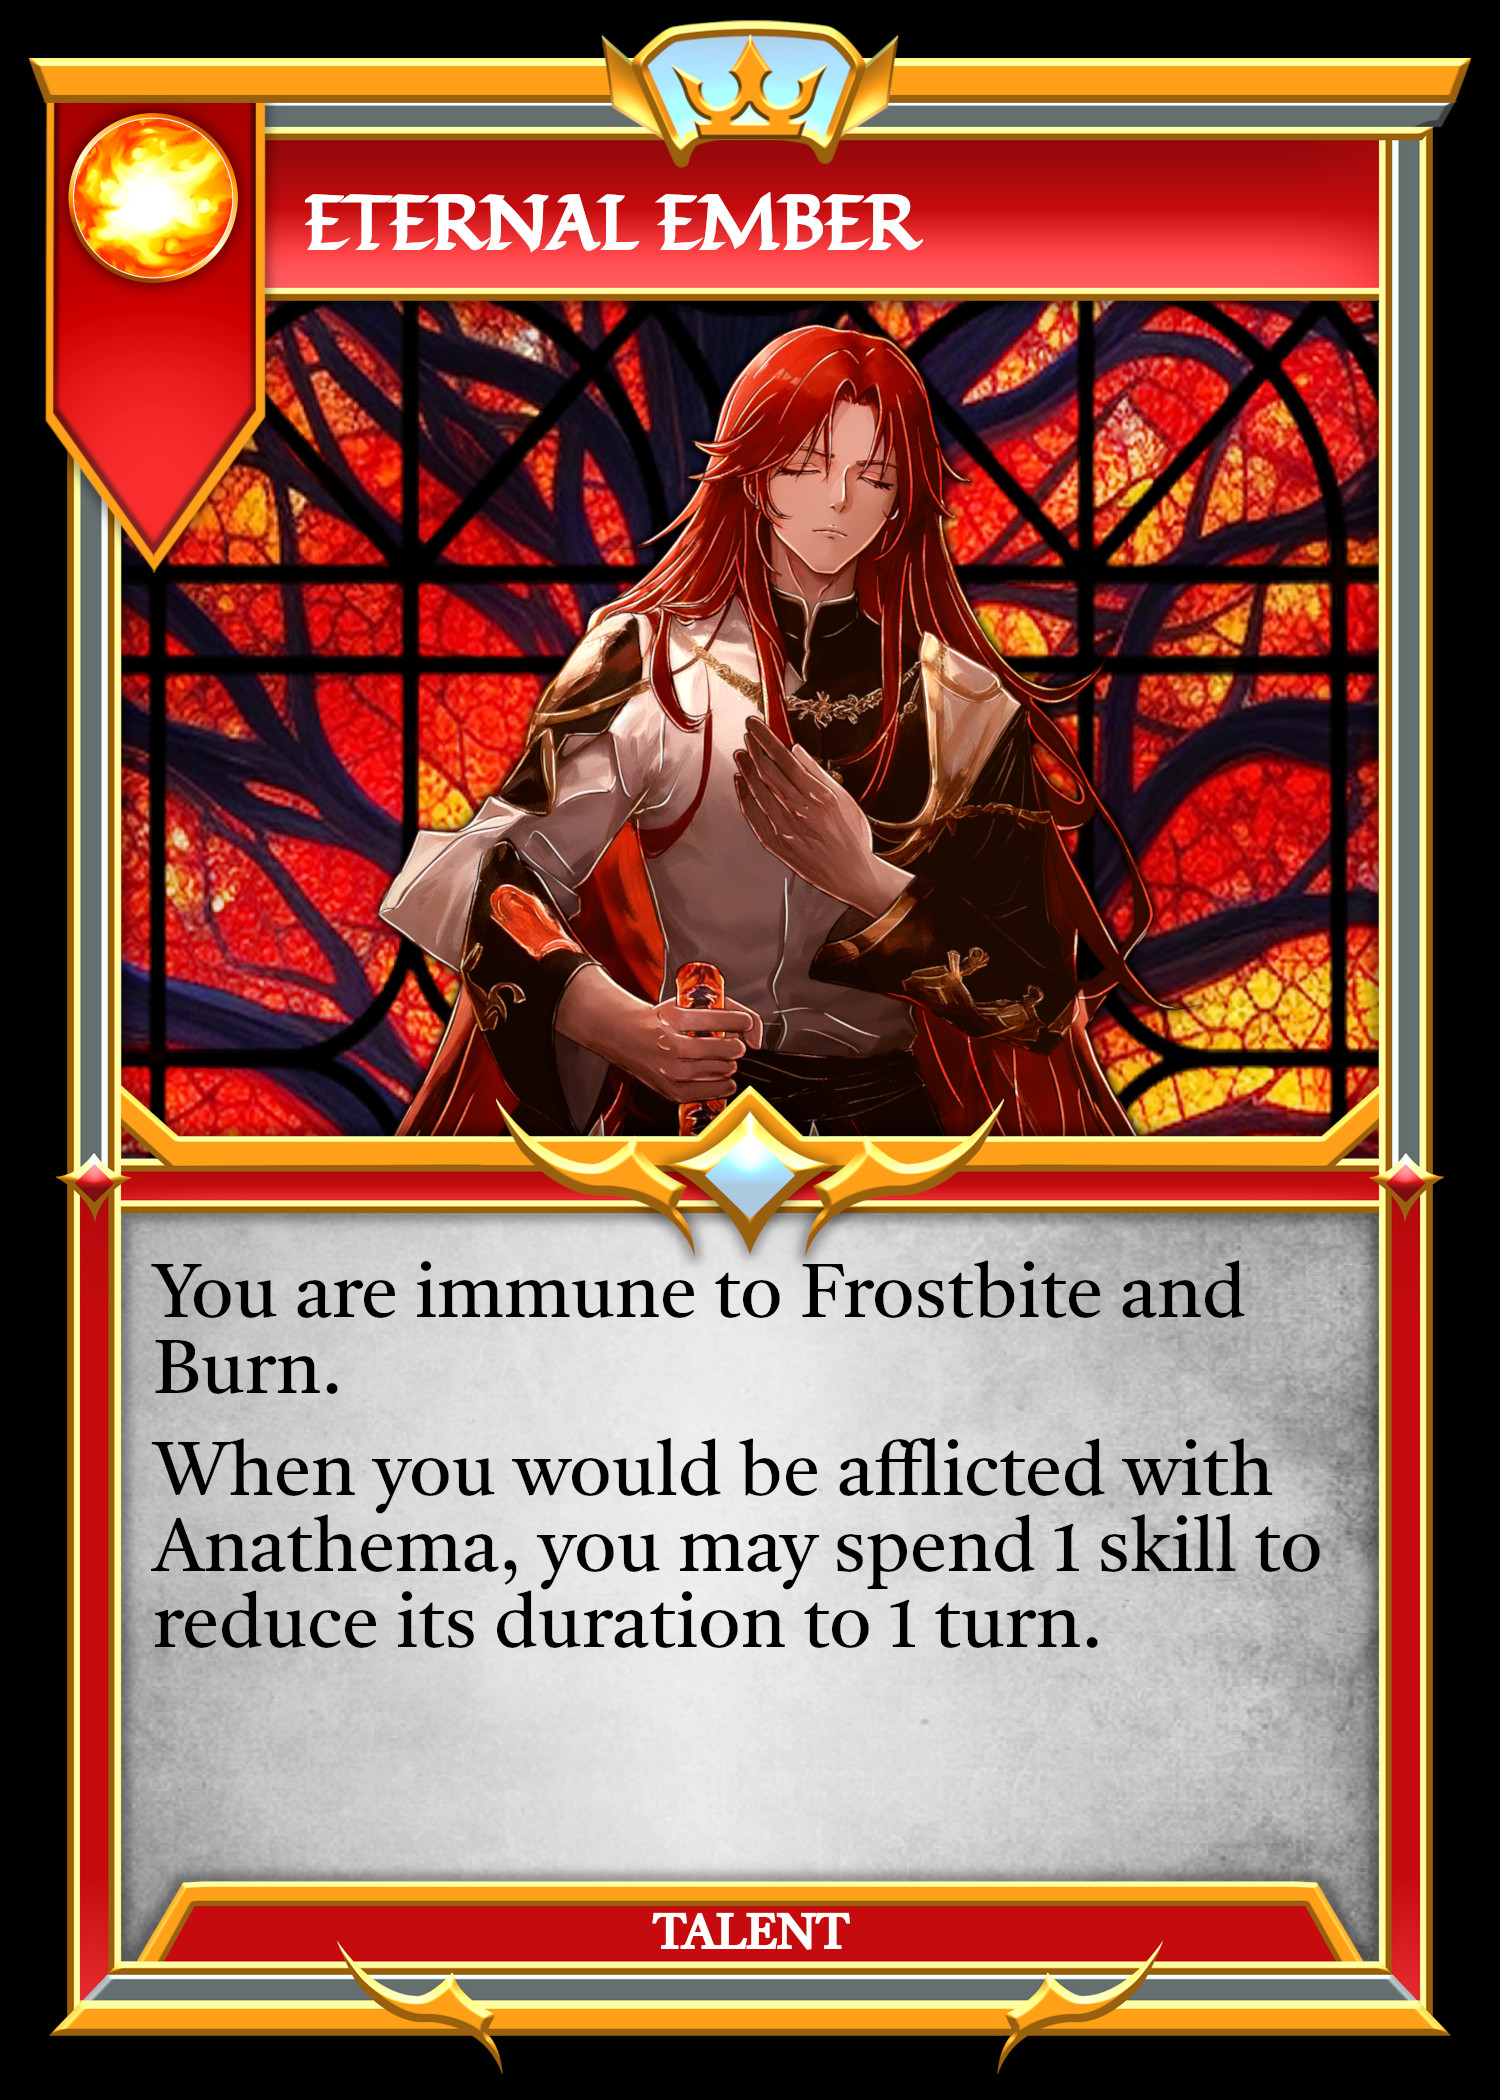 ETERNAL EMBER
You are immune to Frostbite and
Burn.
When you would be afflicted with
Anathema, you may spend 1 skill to
reduce its duration to 1 turn.
TALENT